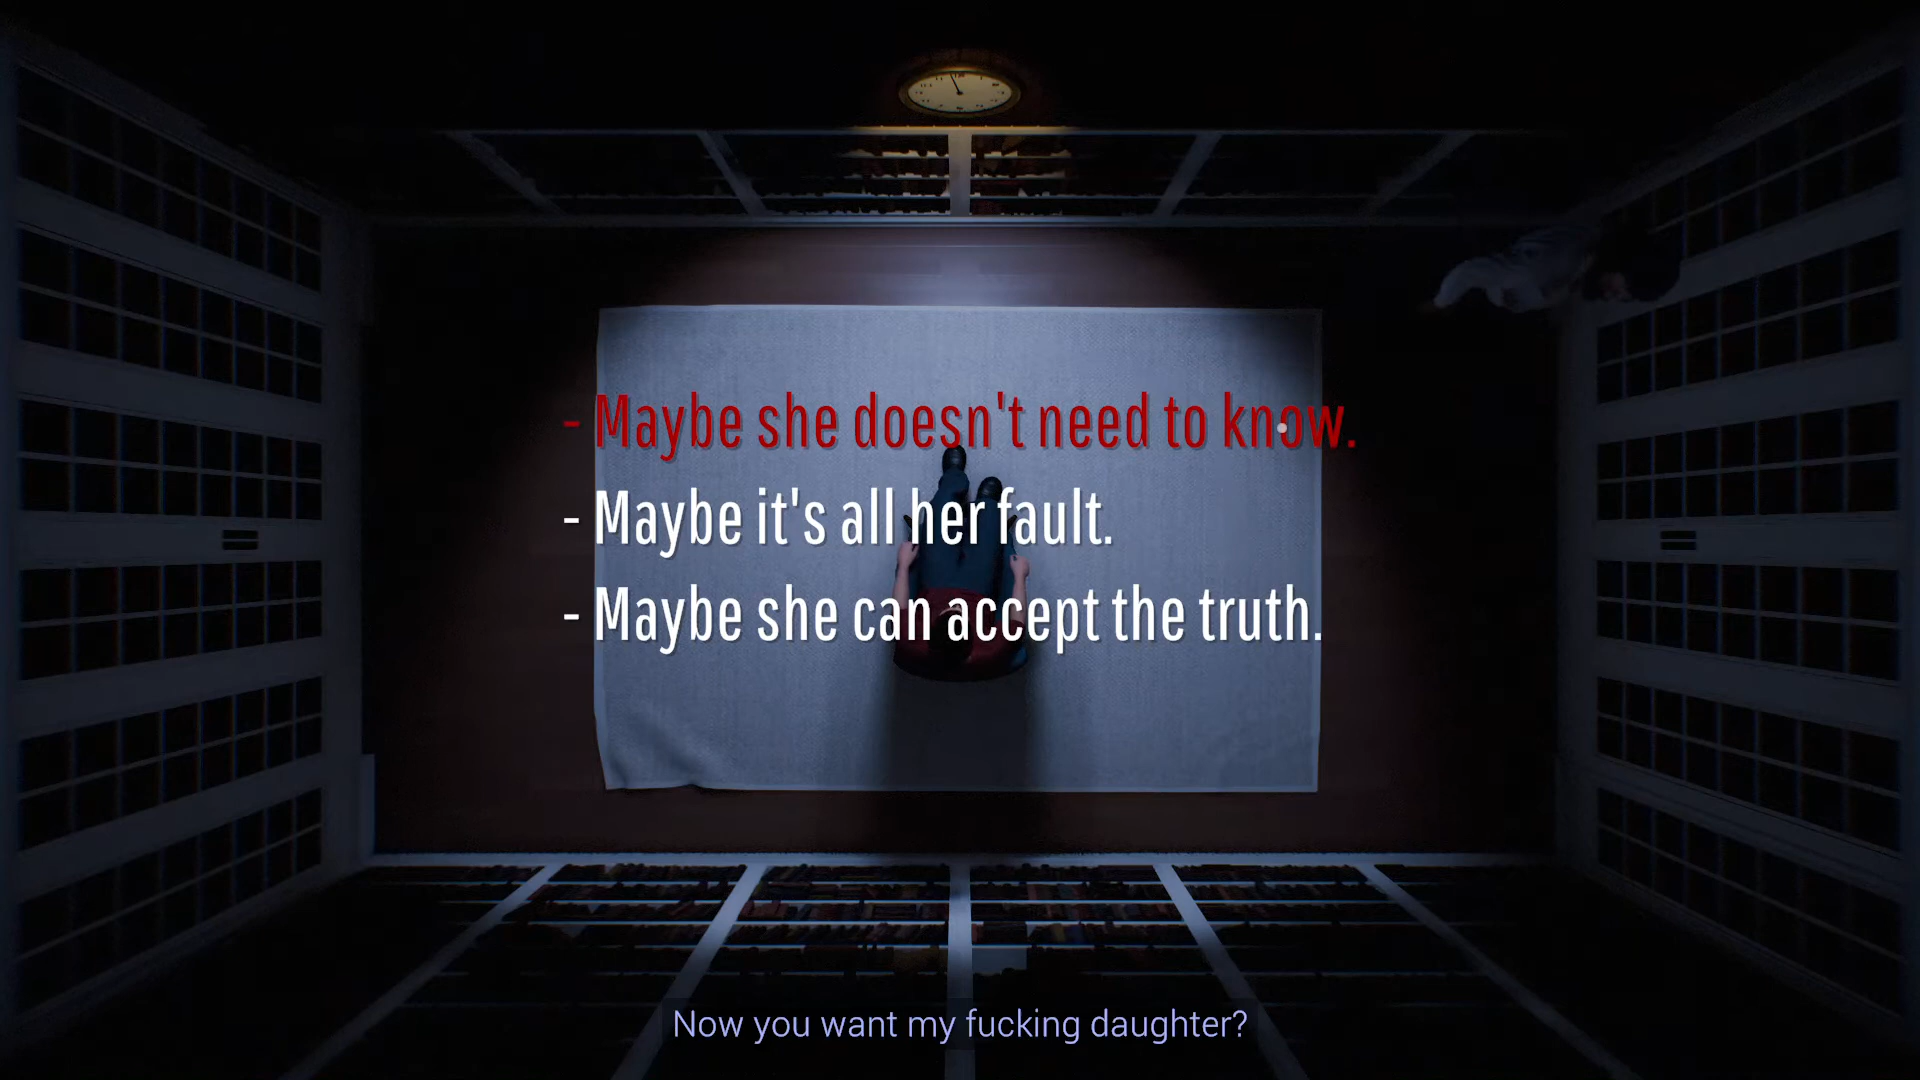 - Maybe she doesn't need to know.
- Maybe it's all her fault.
- Maybe she can accept the truth.
Now you want my fucking daughter?